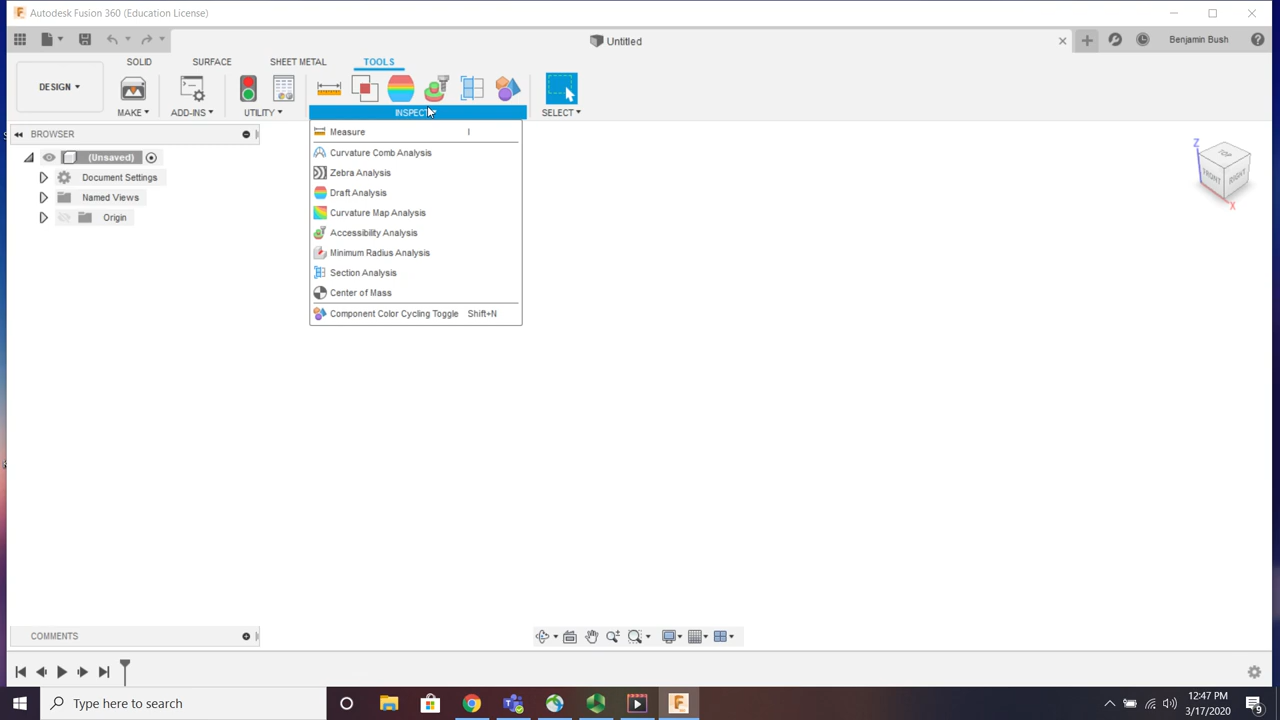 Autodesk Fusion 360 (Education License)
Untitled
Benjamin Bush
SOLID
SURFACE
SHEET METAL
TOOLS
DESIGN
MAKE
ADD-INS
UTILITY
INSPECT
SELECT
BROWSER
(Unsaved)
Document Settings
Named Views
Origin
Measure I
Curvature Comb Analysis
Zebra Analysis
Draft Analysis
Curvature Map Analysis
Accessibility Analysis
Minimum Radius Analysis
Section Analysis
Center of Mass
Component Color Cycling Toggle Shift+N
Z
TOP
FRONT
RIGHT
X
COMMENTS
Type here to search
12:47 PM
3/17/2020